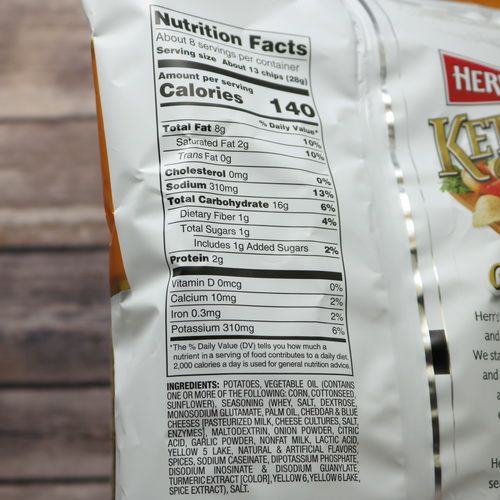 Nutrition Facts
About 8 servings per container
Serving size About 13 chips (28g)
Amount per serving
Calories 140
% Daily Value*
Total Fat 8g 10%
Saturated Fat 2g 10%
Trans Fat 0g
Cholesterol 0mg 0%
Sodium 310mg 13%
Total Carbohydrate 16g 6%
Dietary Fiber 1g 4%
Total Sugars 1g
Includes 1g Added Sugars 2%
Protein 2g
Vitamin D 0mcg 0%
Calcium 10mg 2%
Iron 0.3mg 2%
Potassium 310mg 6%
*The % Daily Value (DV) tells you how much a
nutrient in a serving of food contributes to a daily diet.
2,000 calories a day is used for general nutrition advice.
INGREDIENTS: POTATOES, VEGETABLE OIL (CONTAINS
ONE OR MORE OF THE FOLLOWING: CORN, COTTONSEED,
SUNFLOWER), SEASONING (WHEY, SALT, DEXTROSE,
MONOSODIUM GLUTAMATE, PALM OIL, CHEDDAR & BLUE
CHEESES [PASTEURIZED MILK, CHEESE CULTURES, SALT,
ENZYMES], MALTODEXTRIN, ONION POWDER, CITRIC
ACID, GARLIC POWDER, NONFAT MILK, LACTIC ACID,
YELLOW 5 LAKE, NATURAL & ARTIFICIAL FLAVORS,
SPICES, SODIUM CASEINATE, DIPOTASSIUM PHOSPHATE,
DISODIUM INOSINATE & DISODIUM GUANYLATE,
TURMERIC EXTRACT [COLOR], YELLOW 6, YELLOW 6 LAKE,
SPICE EXTRACT), SALT.
HERR
KET
Herrs
and
We sta
and
and